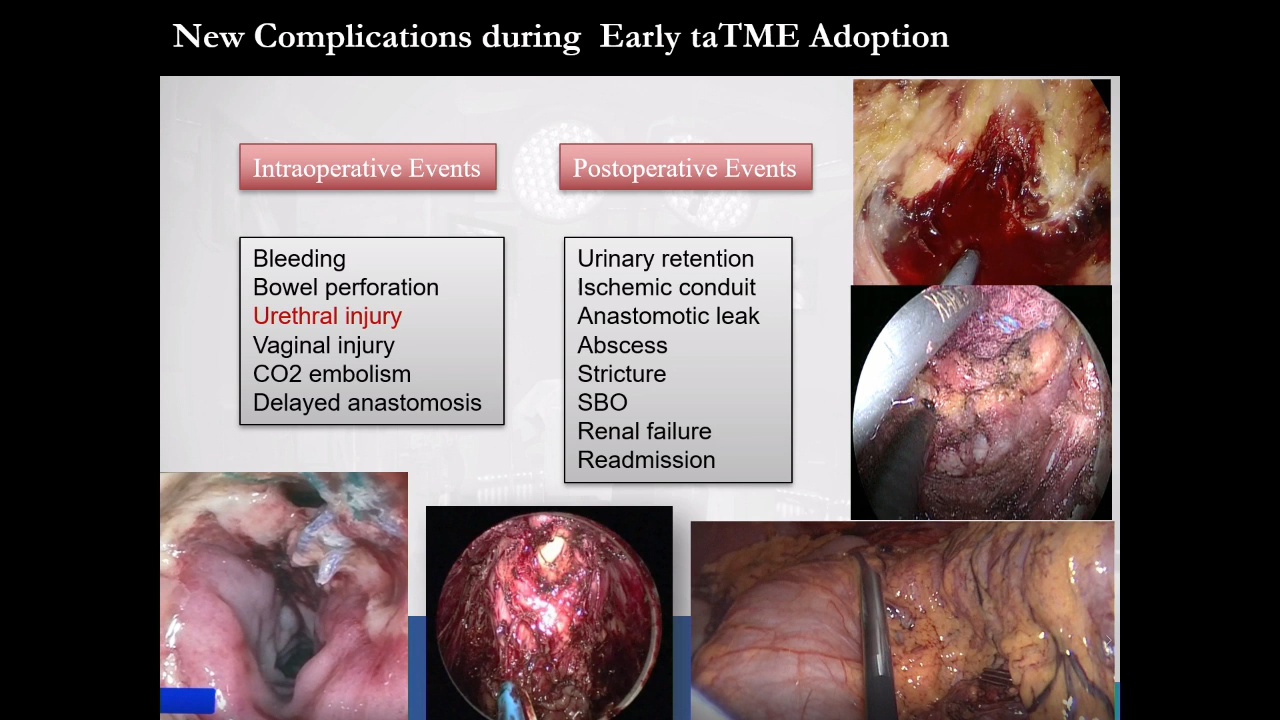 New Complications during Early taTME Adoption
Intraoperative Events
Bleeding
Bowel perforation
Urethral injury
Vaginal injury
CO2 embolism
Delayed anastomosis
Postoperative Events
Urinary retention
Ischemic conduit
Anastomotic leak
Abscess
Stricture
SBO
Renal failure
Readmission